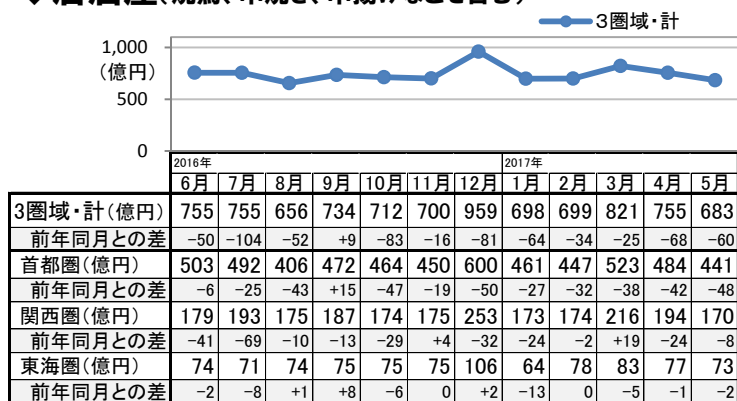 3圏域・計
1,000
（億円）
500
0
2016年 2017年
6月 7月 8月 9月 10月 11月 12月 1月 2月 3月 4月 5月
3圏域・計（億円） 755 755 656 734 712 700 959 698 699 821 755 683
前年同月との差 −50 −104 −52 +9 −83 −16 −81 −64 −34 −25 −68 −60
首都圏（億円） 503 492 406 472 464 450 600 461 447 523 484 441
前年同月との差 −6 −25 −43 +15 −47 −19 −50 −27 −32 −38 −42 −48
関西圏（億円） 179 193 175 187 174 175 253 173 174 216 194 170
前年同月との差 −41 −69 −10 −13 −29 +4 −32 −24 −2 +19 −24 −8
東海圏（億円） 74 71 74 75 75 75 106 64 78 83 77 73
前年同月との差 −2 −8 +1 +8 −6 0 +2 −13 0 −5 −1 −2